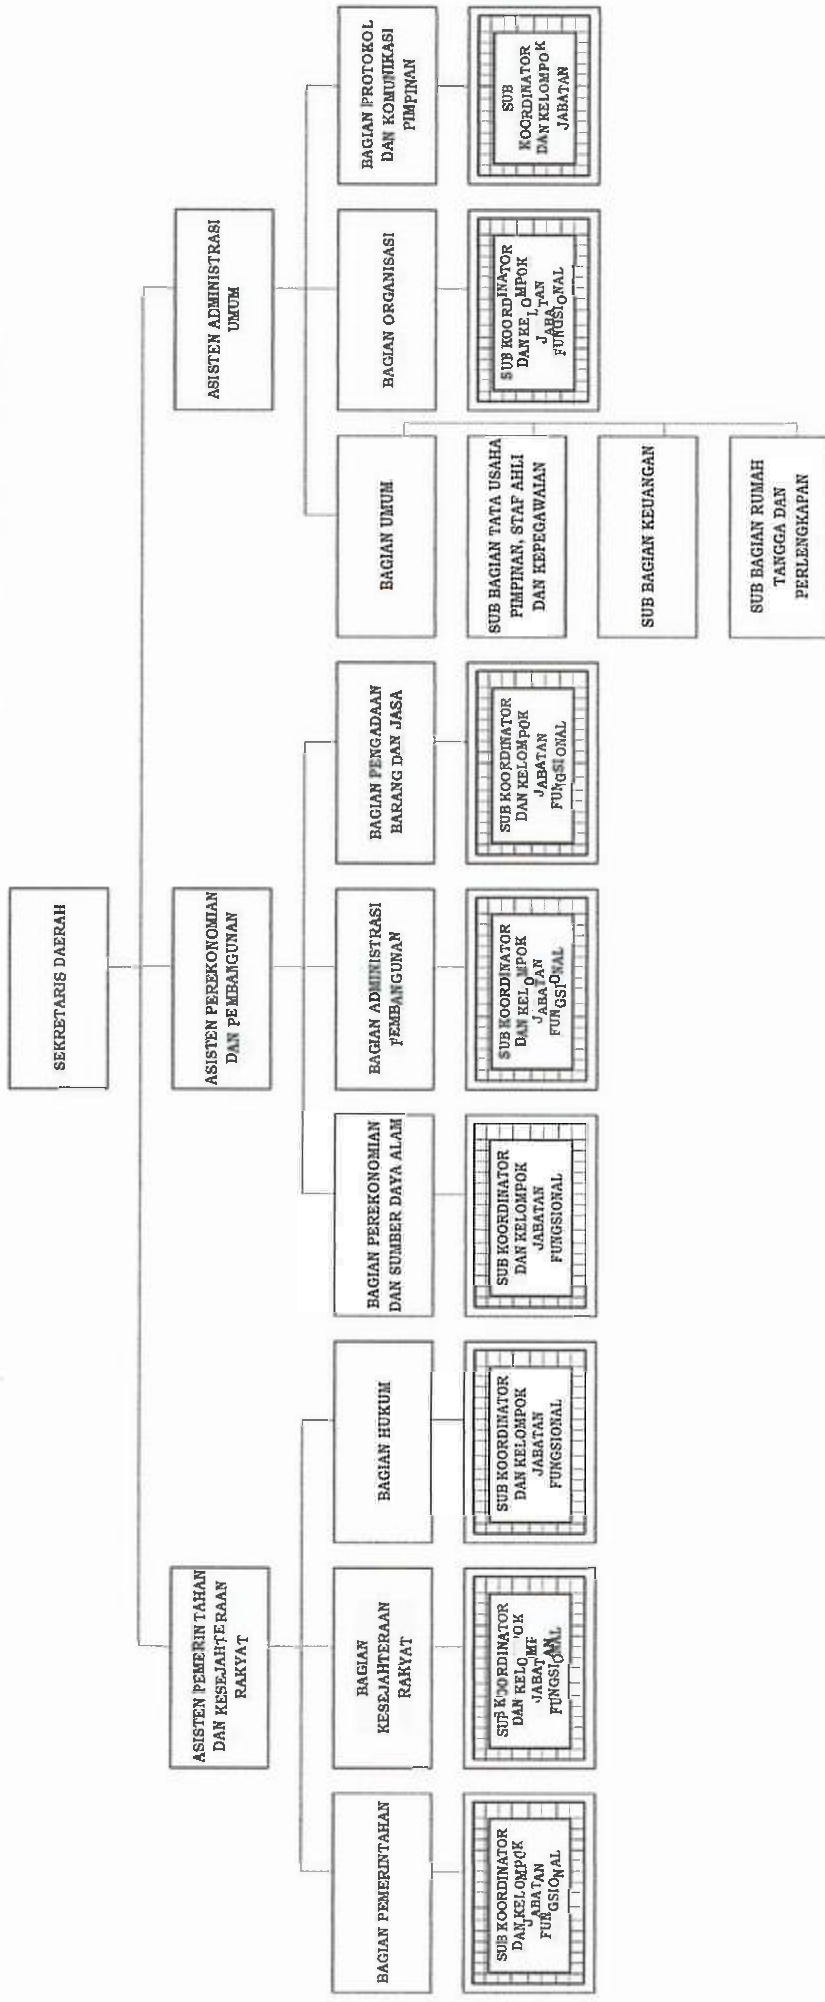 SEKRETARIS DAERAH
ASISTEN PEMERINTAHAN
DAN KESEJAHTERAAN
RAKYAT
ASISTEN PEREKONOMIAN
DAN PEMBANGUNAN
ASISTEN ADMINISTRASI
UMUM
BAGIAN PEMERINTAHAN
BAGIAN
KESEJAHTERAAN
RAKYAT
BAGIAN HUKUM
BAGIAN PEREKONOMIAN
DAN SUMBER DAYA ALAM
BAGIAN ADMINISTRASI
PEMBANGUNAN
BAGIAN PENGADAAN
BARANG DAN JASA
BAGIAN UMUM
BAGIAN ORGANISASI
BAGIAN PROTOKOL
DAN KOMUNIKASI
PIMPINAN
SUB KOORDINATOR
DAN KELOMPOK
JABATAN
FUNGSIONAL
SUB KOORDINATOR
DAN KELOMPOK
JABATAN
FUNGSIONAL
SUB KOORDINATOR
DAN KELOMPOK
JABATAN
FUNGSIONAL
SUB KOORDINATOR
DAN KELOMPOK
JABATAN
FUNGSIONAL
SUB KOORDINATOR
DAN KELOMPOK
JABATAN
FUNGSIONAL
SUB KOORDINATOR
DAN KELOMPOK
JABATAN
FUNGSIONAL
SUB BAGIAN TATA USAHA
PIMPINAN, STAF AHLI
DAN KEPEGAWAIAN
SUB BAGIAN KEUANGAN
SUB BAGIAN RUMAH
TANGGA DAN
PERLENGKAPAN
SUB KOORDINATOR
DAN KELOMPOK
JABATAN
FUNGSIONAL
SUB
KOORDINATOR
DAN KELOMPOK
JABATAN